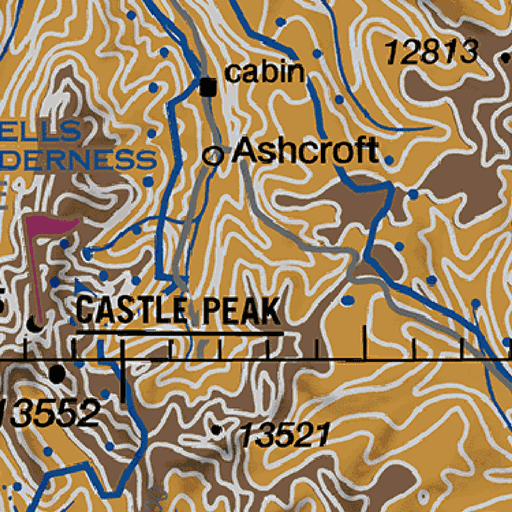 12813
cabin
ELLS
Ashcroft
DERNESS
E
CASTLE PEAK
13552
13521